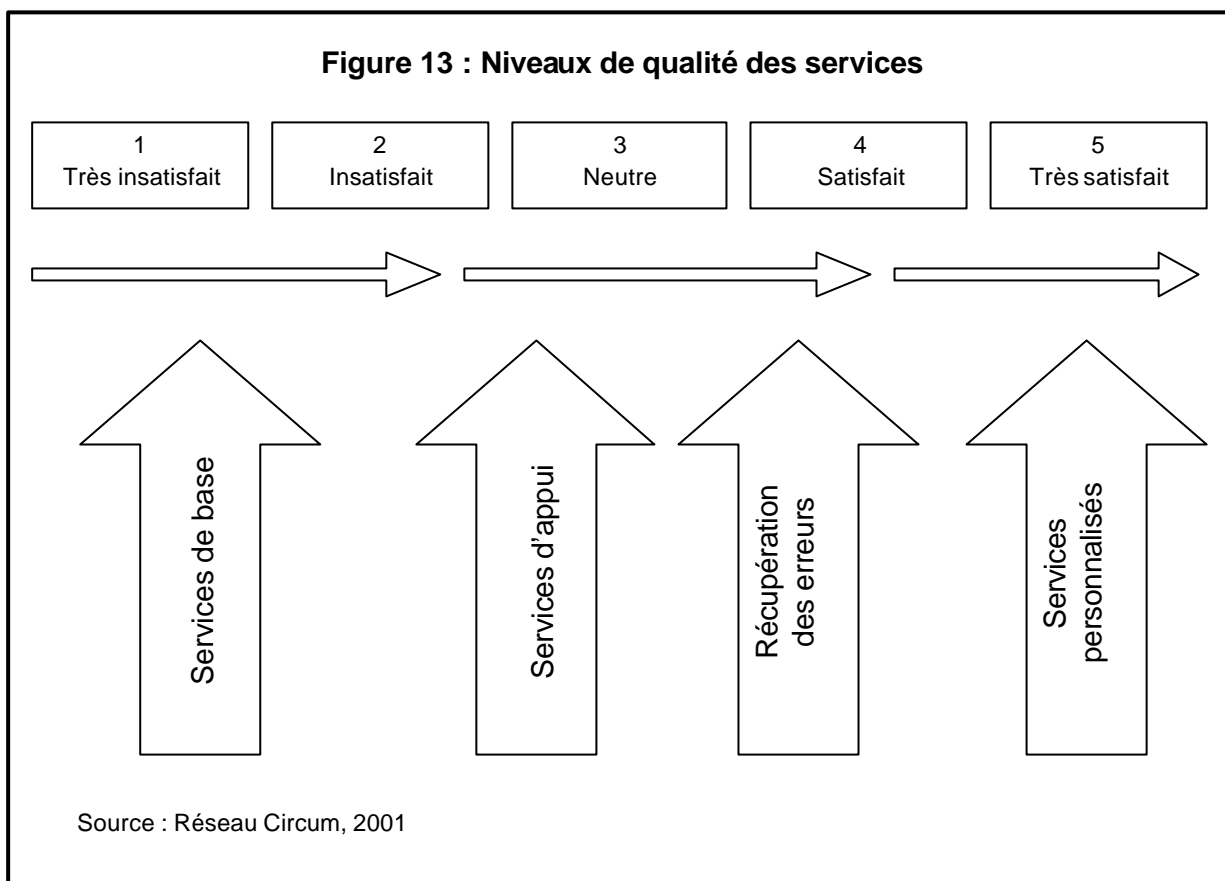 Figure 13 : Niveaux de qualité des services
1
Très insatisfait
2
Insatisfait
3
Neutre
4
Satisfait
5
Très satisfait
Services de base
Services d'appui
Récupération
des erreurs
Services
personnalisés
Source : Réseau Circum, 2001